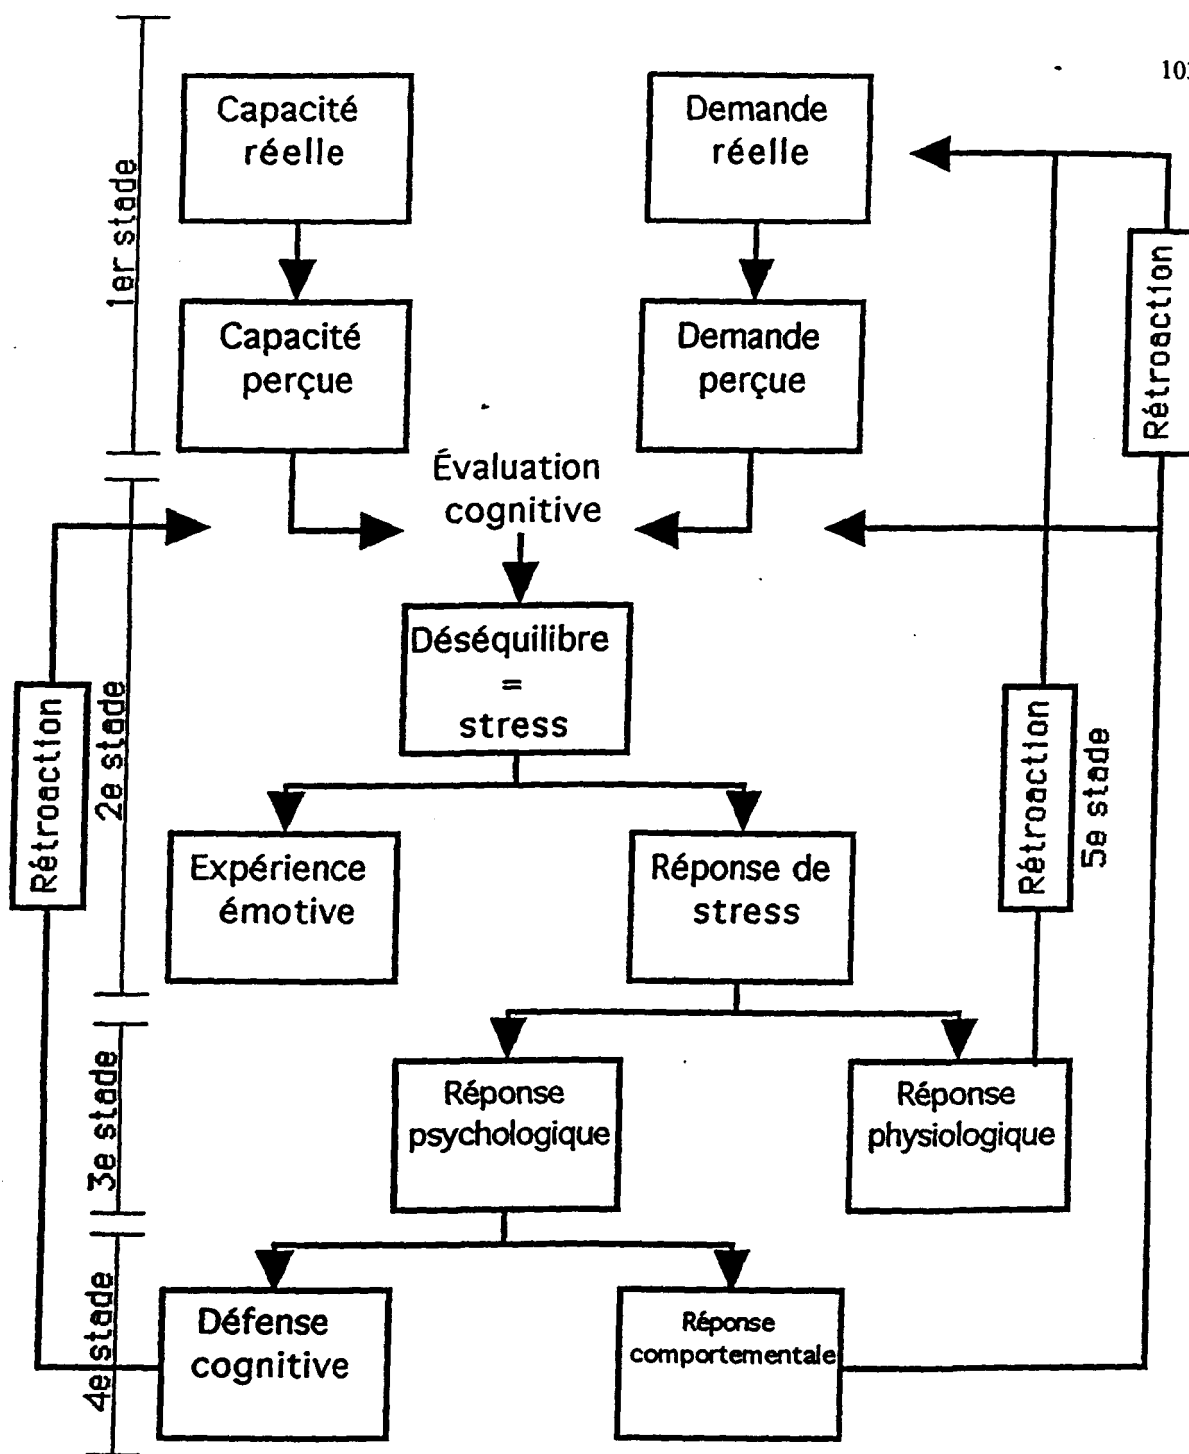 103
Capacité
réelle
Demande
réelle
1er stade
Rétroaction
Capacité
perçue
Demande
perçue
Évaluation
cognitive
Déséquilibre
=
stress
Rétroaction
2e stade
Rétroaction
5e stade
Expérience
émotive
Réponse de
stress
3e stade
Réponse
psychologique
Réponse
physiologique
4e stade
Défense
cognitive
Réponse
comportementale